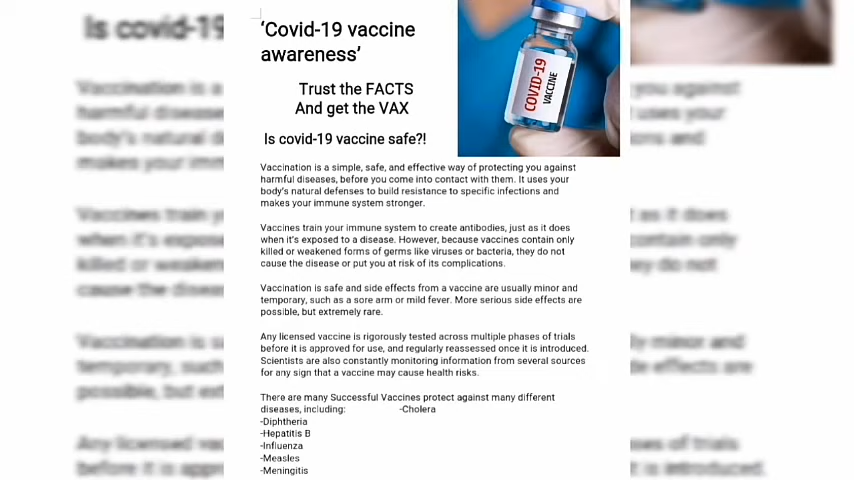 ‘Covid-19 vaccine
awareness’
COVID-19
VACCINE
Trust the FACTS
And get the VAX
Is covid-19 vaccine safe?!
Vaccination is a simple, safe, and effective way of protecting you against
harmful diseases, before you come into contact with them. It uses your
body's natural defenses to build resistance to specific infections and
makes your immune system stronger.
Vaccines train your immune system to create antibodies, just as it does
when it's exposed to a disease. However, because vaccines contain only
killed or weakened forms of germs like viruses or bacteria, they do not
cause the disease or put you at risk of its complications.
Vaccination is safe and side effects from a vaccine are usually minor and
temporary, such as a sore arm or mild fever. More serious side effects are
possible, but extremely rare.
Any licensed vaccine is rigorously tested across multiple phases of trials
before it is approved for use, and regularly reassessed once it is introduced.
Scientists are also constantly monitoring information from several sources
for any sign that a vaccine may cause health risks.
There are many Successful Vaccines protect against many different
diseases, including: -Cholera
-Diphtheria
-Hepatitis B
-Influenza
-Measles
-Meningitis